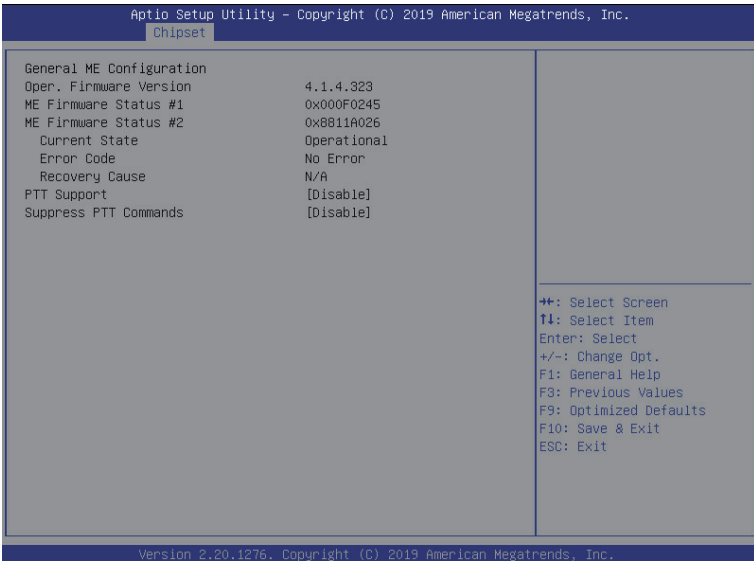 Aptio Setup Utility – Copyright (C) 2019 American Megatrends, Inc.
Chipset
General ME Configuration
Oper. Firmware Version 4.1.4.323
ME Firmware Status #1 0x000F0245
ME Firmware Status #2 0x8811A026
Current State Operational
Error Code No Error
Recovery Cause N/A
PTT Support [Disable]
Suppress PTT Commands [Disable]
→←: Select Screen
↑↓: Select Item
Enter: Select
+/-: Change Opt.
F1: General Help
F3: Previous Values
F9: Optimized Defaults
F10: Save & Exit
ESC: Exit
Version 2.20.1276. Copyright (C) 2019 American Megatrends, Inc.